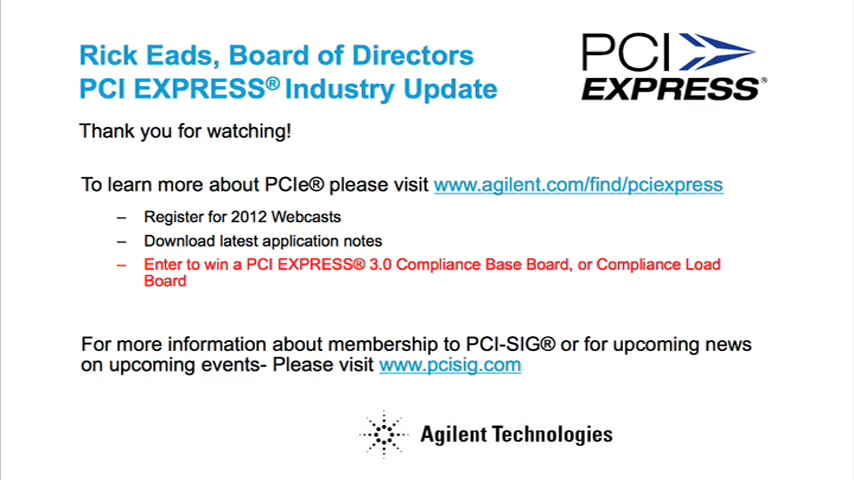 Rick Eads, Board of Directors
PCI EXPRESS® Industry Update
PCI
EXPRESS®
Thank you for watching!
To learn more about PCIe® please visit www.agilent.com/find/pciexpress
– Register for 2012 Webcasts
– Download latest application notes
– Enter to win a PCI EXPRESS® 3.0 Compliance Base Board, or Compliance Load
Board
For more information about membership to PCI-SIG® or for upcoming news
on upcoming events- Please visit www.pcisig.com
Agilent Technologies